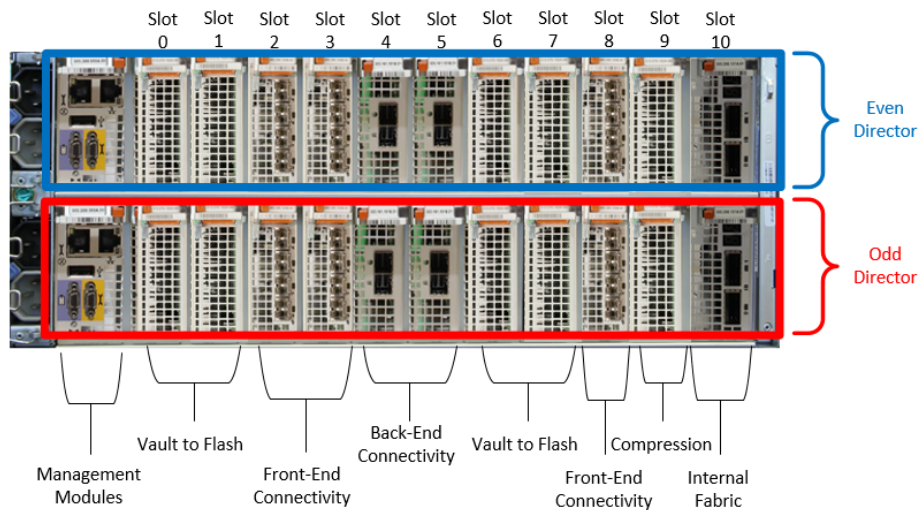 Slot
0
Slot
1
Slot
2
Slot
3
Slot
4
Slot
5
Slot
6
Slot
7
Slot
8
Slot
9
Slot
10
Even
Director
Odd
Director
Management
Modules
Vault to Flash
Front-End
Connectivity
Back-End
Connectivity
Vault to Flash
Front-End
Connectivity
Compression
Internal
Fabric